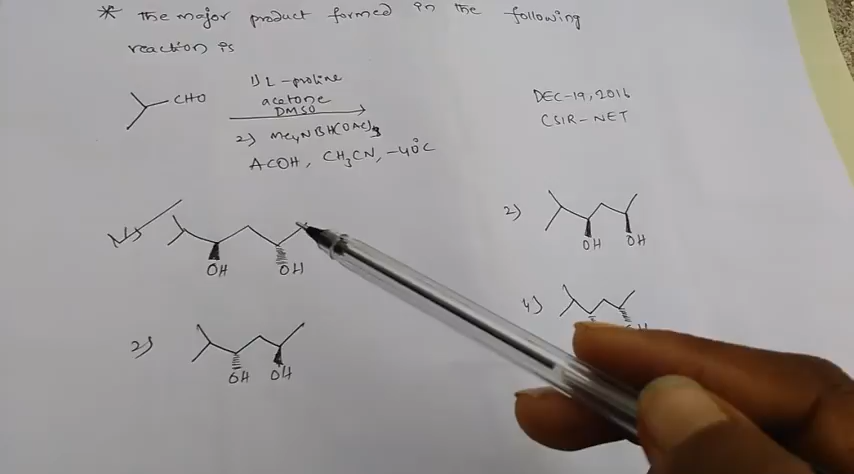 * The major product formed in the following
reaction is
CHO
1) L-proline
acetone
DMSO
2) Me4NBH(OAc)3
ACOH, CH3CN, -40°C
DEC-19, 2016
CSIR-NET
1)
OH OH
2)
OH OH
3)
OH OH
4)